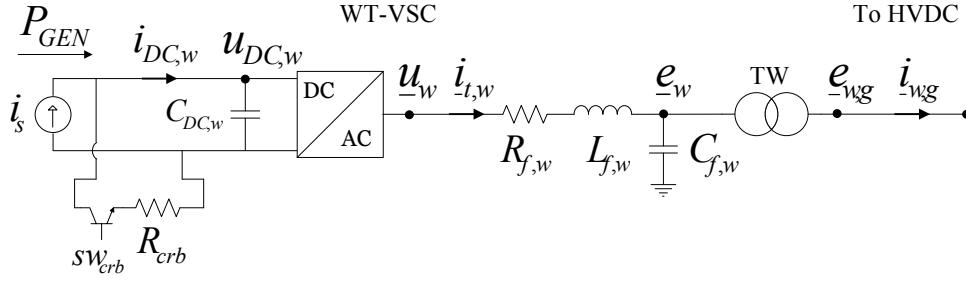 WT-VSC
To HVDC
P_GEN
i_DC,w
u_DC,w
i_s
C_DC,w
DC
AC
u_w
i_t,w
R_f,w
L_f,w
e_w
C_f,w
TW
e_wg
i_wg
sw_crb
R_crb